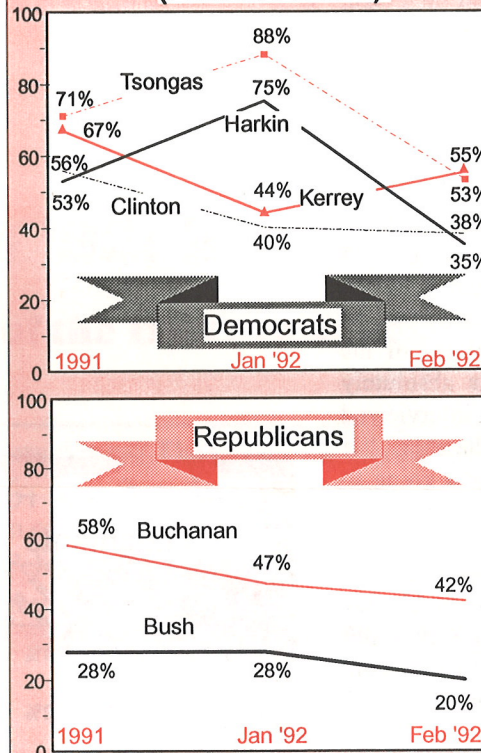 100
88%
80
Tsongas
75%
71%
67%
Harkin
60
56%
55%
44%
Kerrey
53%
53%
Clinton
38%
40
40%
35%
20
Democrats
0
1991 Jan '92 Feb '92
100
Republicans
80
58%
Buchanan
60
47%
42%
40
Bush
28% 28%
20
20%
0
1991 Jan '92 Feb '92